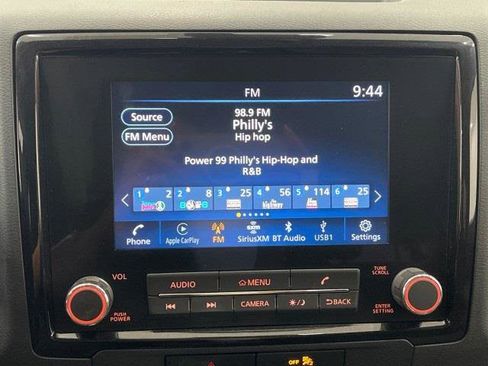 FM 9:44
Source 98.9 FM
Philly's
FM Menu Hip hop
Power 99 Philly's Hip-Hop and
R&B
1 2 2 8 3 25 4 56 5 114 6 25
Phone Apple CarPlay FM SiriusXM BT Audio USB1 Settings
VOL AUDIO MENU TUNE
SCROLL
PUSH
POWER CAMERA BACK ENTER
SETTING
OFF